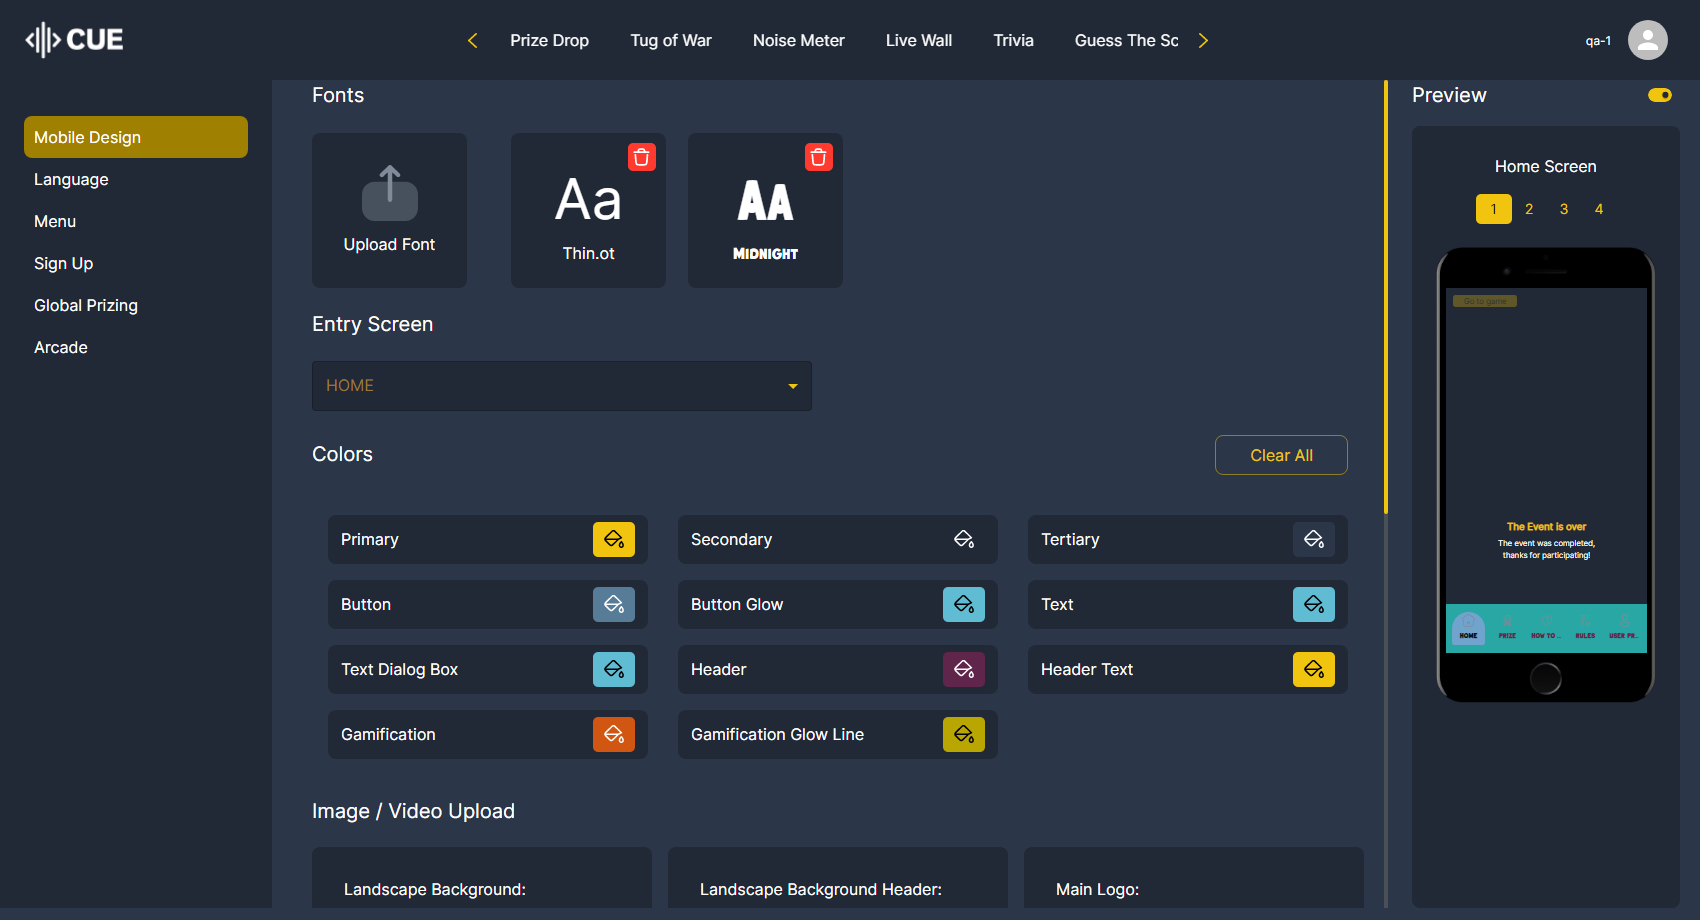 CUE
Prize Drop
Tug of War
Noise Meter
Live Wall
Trivia
Guess The Sc
qa-1
Mobile Design
Language
Menu
Sign Up
Global Prizing
Arcade
Fonts
Upload Font
Aa
Thin.ot
AA
MIDNIGHT
Entry Screen
HOME
Colors
Clear All
Primary
Secondary
Tertiary
Button
Button Glow
Text
Text Dialog Box
Header
Header Text
Gamification
Gamification Glow Line
Image / Video Upload
Landscape Background:
Landscape Background Header:
Main Logo:
Preview
Home Screen
1 2 3 4
Go to game
The Event is over
The event was completed,
thanks for participating!
HOME
PRIZE
HOW TO ...
RULES
USER PR...